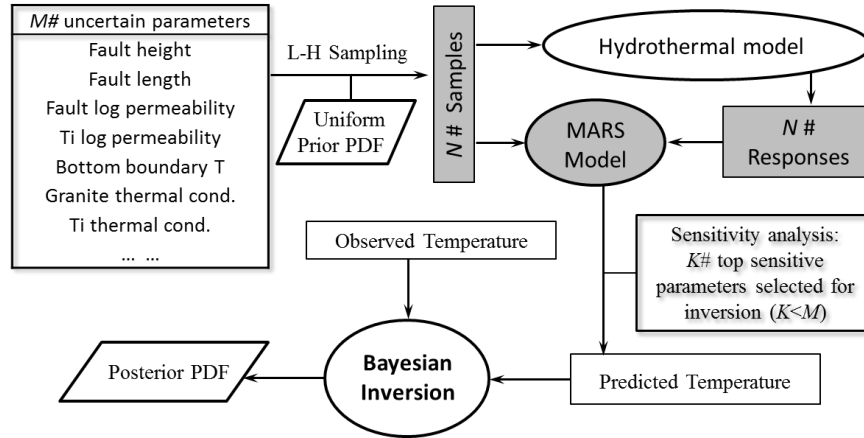 M# uncertain parameters
Fault height
Fault length
Fault log permeability
Ti log permeability
Bottom boundary T
Granite thermal cond.
Ti thermal cond.
... ...
L-H Sampling
Uniform
Prior PDF
N # Samples
Hydrothermal model
MARS
Model
N #
Responses
Observed Temperature
Sensitivity analysis:
K# top sensitive
parameters selected for
inversion (K<M)
Posterior PDF
Bayesian
Inversion
Predicted Temperature